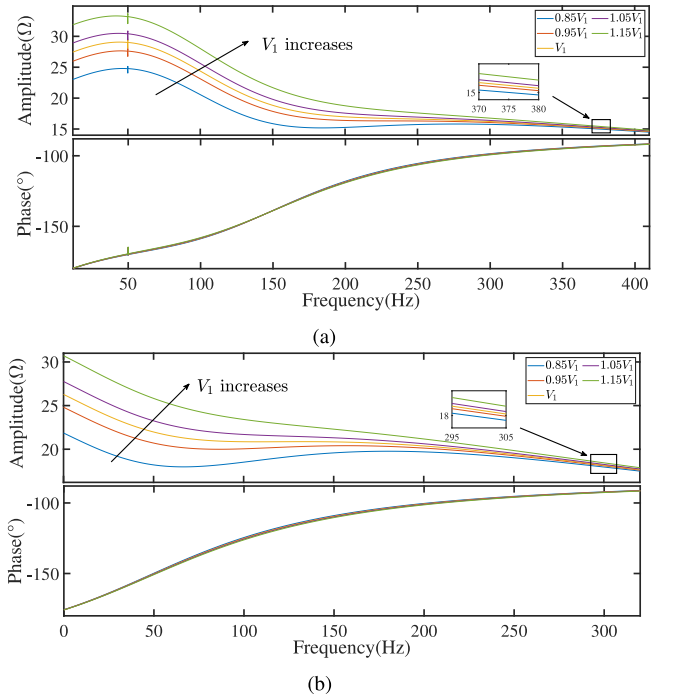 Amplitude(Ω)
30
25
20
15
V₁ increases
0.85V₁ 1.05V₁
0.95V₁ 1.15V₁
V₁
15
370 375 380
Phase(°)
-100
-150
50 100 150 200 250 300 350 400
Frequency(Hz)
(a)
Amplitude(Ω)
30
25
20
V₁ increases
0.85V₁ 1.05V₁
0.95V₁ 1.15V₁
V₁
18
295 305
Phase(°)
-100
-150
0 50 100 150 200 250 300
Frequency(Hz)
(b)